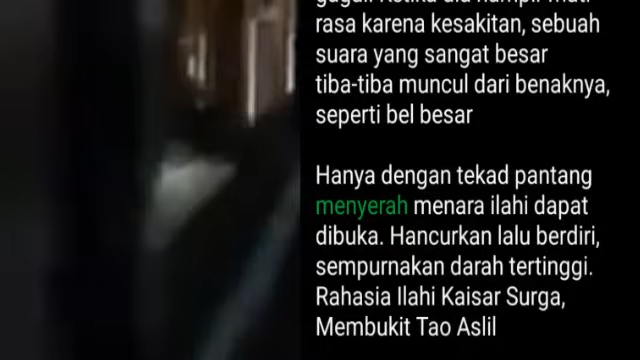 rasa karena kesakitan, sebuah
suara yang sangat besar
tiba-tiba muncul dari benaknya,
seperti bel besar
Hanya dengan tekad pantang
menyerah menara ilahi dapat
dibuka. Hancurkan lalu berdiri,
sempurnakan darah tertinggi.
Rahasia Ilahi Kaisar Surga,
Membukit Tao Aslil